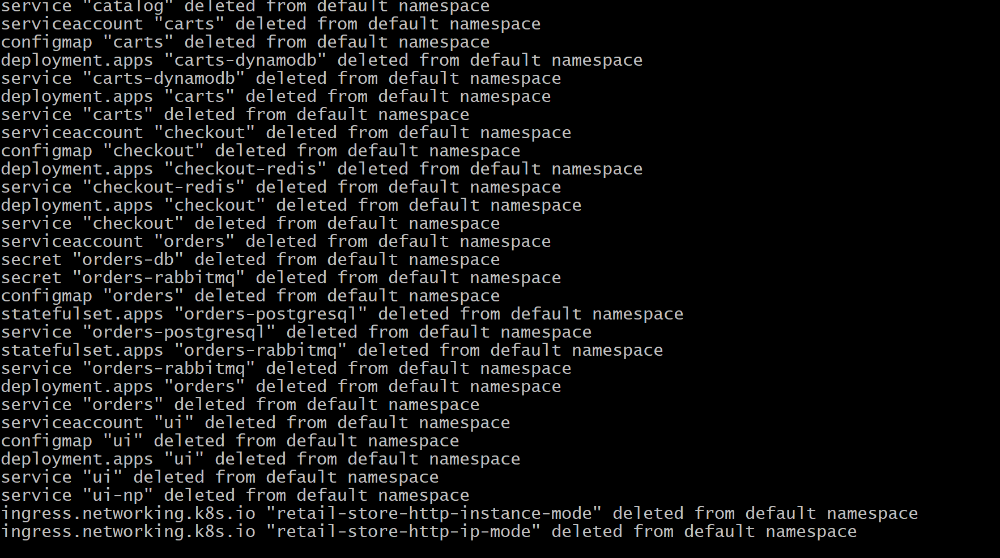 service "catalog" deleted from default namespace
serviceaccount "carts" deleted from default namespace
configmap "carts" deleted from default namespace
deployment.apps "carts-dynamodb" deleted from default namespace
service "carts-dynamodb" deleted from default namespace
deployment.apps "carts" deleted from default namespace
service "carts" deleted from default namespace
serviceaccount "checkout" deleted from default namespace
configmap "checkout" deleted from default namespace
deployment.apps "checkout-redis" deleted from default namespace
service "checkout-redis" deleted from default namespace
deployment.apps "checkout" deleted from default namespace
service "checkout" deleted from default namespace
serviceaccount "orders" deleted from default namespace
secret "orders-db" deleted from default namespace
secret "orders-rabbitmq" deleted from default namespace
configmap "orders" deleted from default namespace
statefulset.apps "orders-postgresql" deleted from default namespace
service "orders-postgresql" deleted from default namespace
statefulset.apps "orders-rabbitmq" deleted from default namespace
service "orders-rabbitmq" deleted from default namespace
deployment.apps "orders" deleted from default namespace
service "orders" deleted from default namespace
serviceaccount "ui" deleted from default namespace
configmap "ui" deleted from default namespace
deployment.apps "ui" deleted from default namespace
service "ui" deleted from default namespace
service "ui-np" deleted from default namespace
ingress.networking.k8s.io "retail-store-http-instance-mode" deleted from default namespace
ingress.networking.k8s.io "retail-store-http-ip-mode" deleted from default namespace